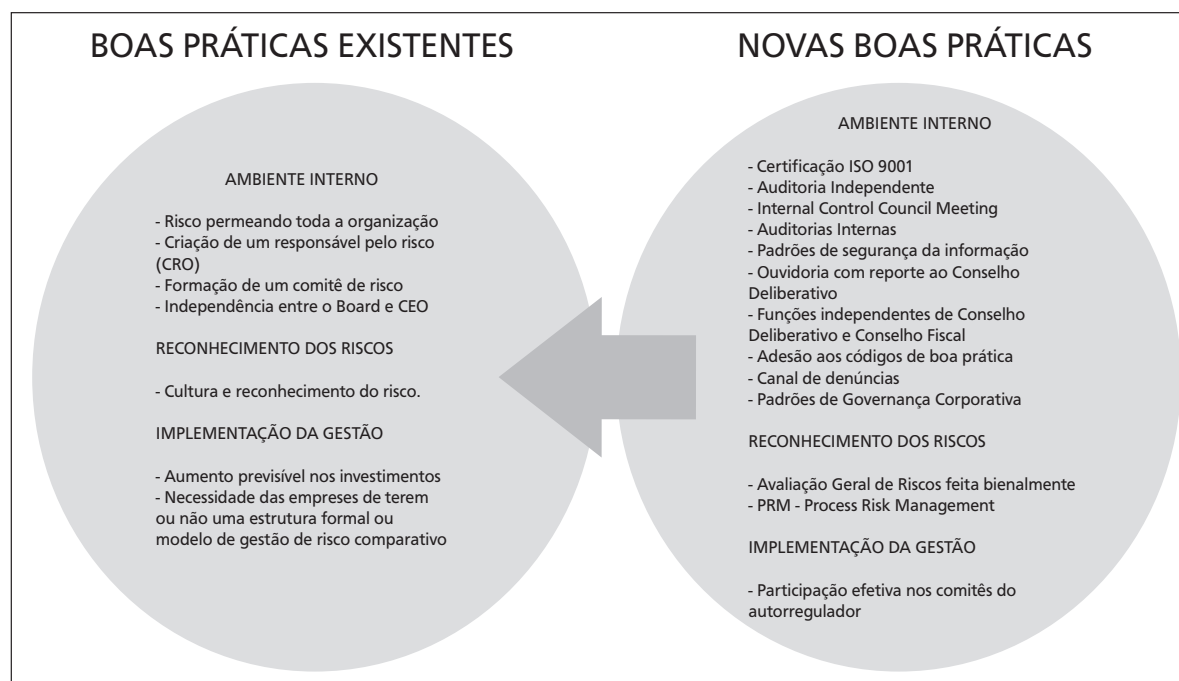 BOAS PRÁTICAS EXISTENTES
AMBIENTE INTERNO
- Risco permeando toda a organização
- Criação de um responsável pelo risco
(CRO)
- Formação de um comitê de risco
- Independência entre o Board e CEO
RECONHECIMENTO DOS RISCOS
- Cultura e reconhecimento do risco.
IMPLEMENTAÇÃO DA GESTÃO
- Aumento previsível nos investimentos
- Necessidade das empreses de terem
ou não uma estrutura formal ou
modelo de gestão de risco comparativo
NOVAS BOAS PRÁTICAS
AMBIENTE INTERNO
- Certificação ISO 9001
- Auditoria Independente
- Internal Control Council Meeting
- Auditorias Internas
- Padrões de segurança da informação
- Ouvidoria com reporte ao Conselho
Deliberativo
- Funções independentes de Conselho
Deliberativo e Conselho Fiscal
- Adesão aos códigos de boa prática
- Canal de denúncias
- Padrões de Governança Corporativa
RECONHECIMENTO DOS RISCOS
- Avaliação Geral de Riscos feita bienalmente
- PRM - Process Risk Management
IMPLEMENTAÇÃO DA GESTÃO
- Participação efetiva nos comitês do
autorregulador